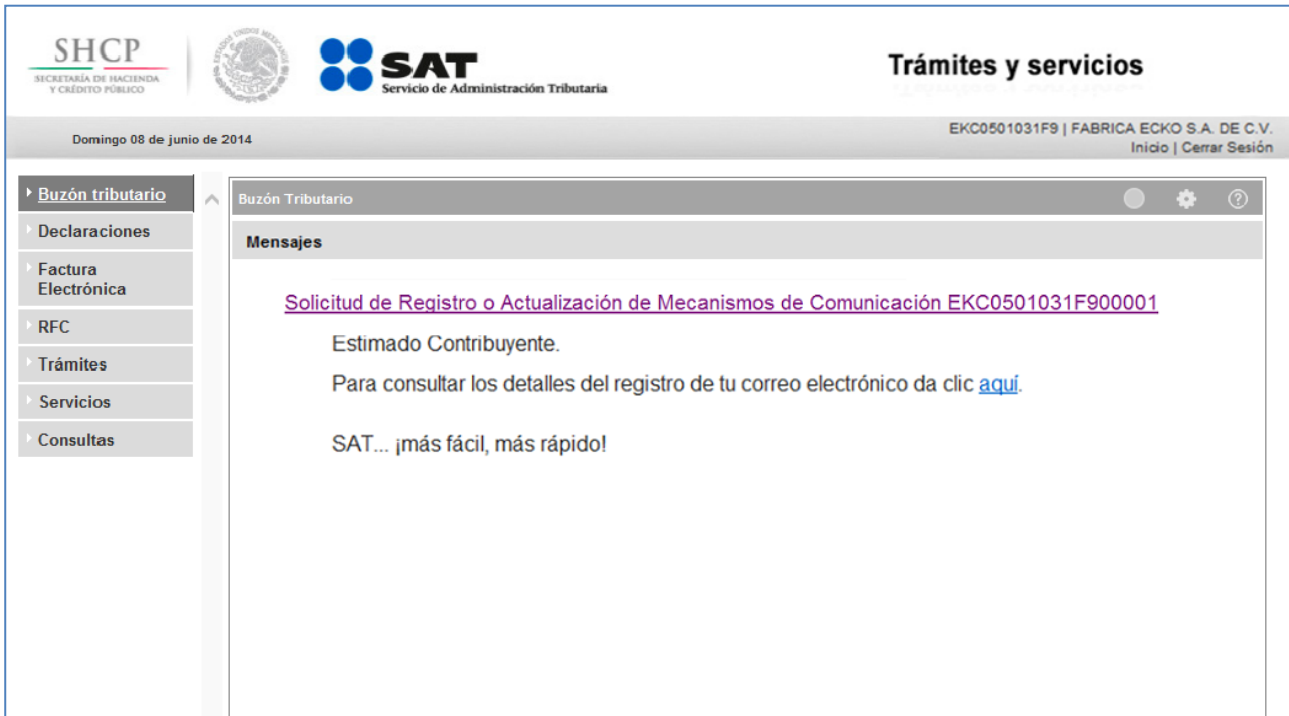 SHCP
SECRETARÍA DE HACIENDA
Y CRÉDITO PÚBLICO
ESTADOS UNIDOS MEXICANOS
SAT
Servicio de Administración Tributaria
Trámites y servicios
Domingo 08 de junio de 2014
EKC0501031F9 | FABRICA ECKO S.A. DE C.V.
Inicio | Cerrar Sesión
Buzón tributario
Declaraciones
Factura
Electrónica
RFC
Trámites
Servicios
Consultas
Buzón Tributario
?
Mensajes
Solicitud de Registro o Actualización de Mecanismos de Comunicación EKC0501031F900001
Estimado Contribuyente.
Para consultar los detalles del registro de tu correo electrónico da clic aquí.
SAT... ¡más fácil, más rápido!